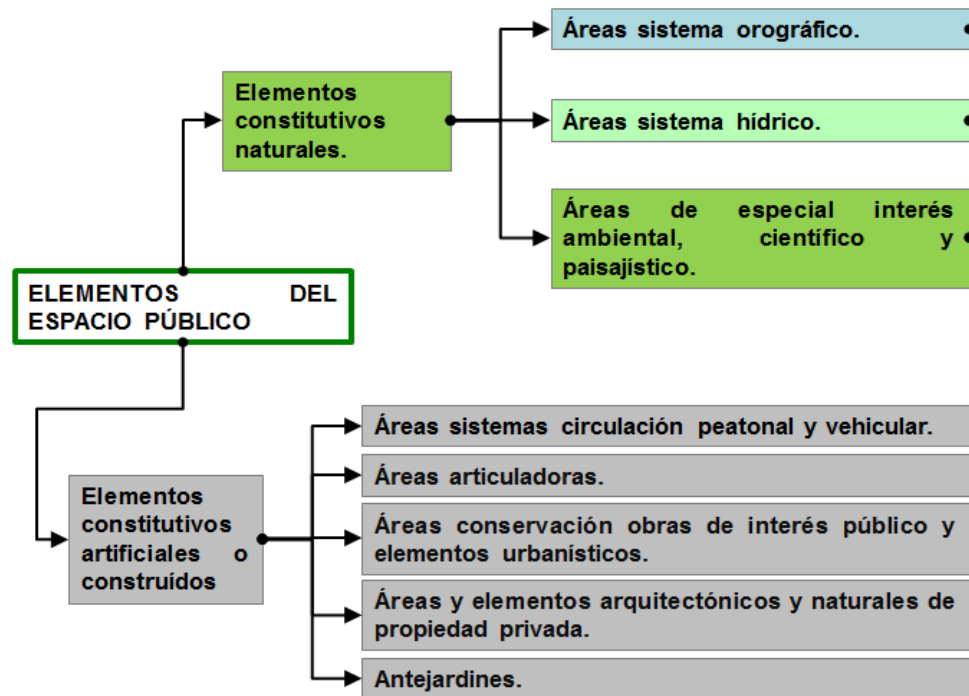 Áreas sistema orográfico.
Elementos
constitutivos
naturales.
Áreas sistema hídrico.
Áreas de especial interés
ambiental, científico y
paisajístico.
ELEMENTOS DEL
ESPACIO PÚBLICO
Áreas sistemas circulación peatonal y vehicular.
Áreas articuladoras.
Elementos
constitutivos
artificiales o
construídos
Áreas conservación obras de interés público y
elementos urbanísticos.
Áreas y elementos arquitectónicos y naturales de
propiedad privada.
Antejardines.